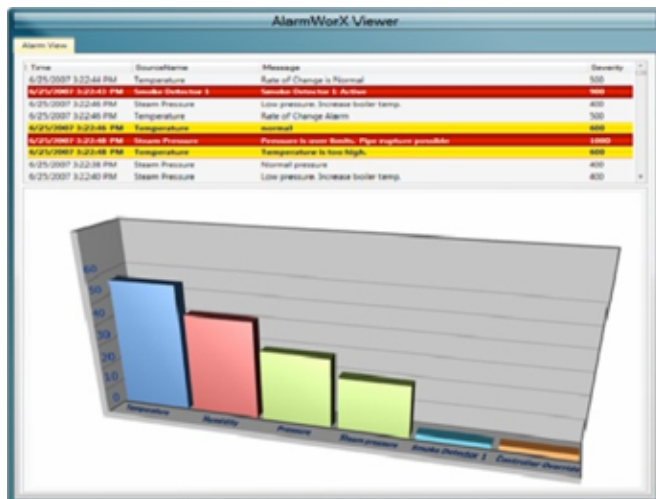 AlarmWorX Viewer
Alarm View
Time SourceName Message Severity
6/25/2007 3:22:44 PM Temperature Rate of Change is Normal 500
6/25/2007 3:22:43 PM Smoke Detector 1 Smoke Detector 1: Active 900
6/25/2007 3:22:46 PM Steam Pressure Low pressure. Increase boiler temp. 400
6/25/2007 3:22:46 PM Temperature Rate of Change Alarm 500
6/25/2007 3:22:46 PM Temperature normal 600
6/25/2007 3:22:48 PM Steam Pressure Pressure is over limits. Pipe rupture possible 1000
6/25/2007 3:22:48 PM Temperature Temperature is too high. 600
6/25/2007 3:22:38 PM Steam Pressure Normal pressure 400
6/25/2007 3:22:40 PM Steam Pressure Low pressure. Increase boiler temp. 400
60
50
40
30
20
10
0
Temperature Humidity Pressure Steam pressure Smoke Detector 1 Controller Override